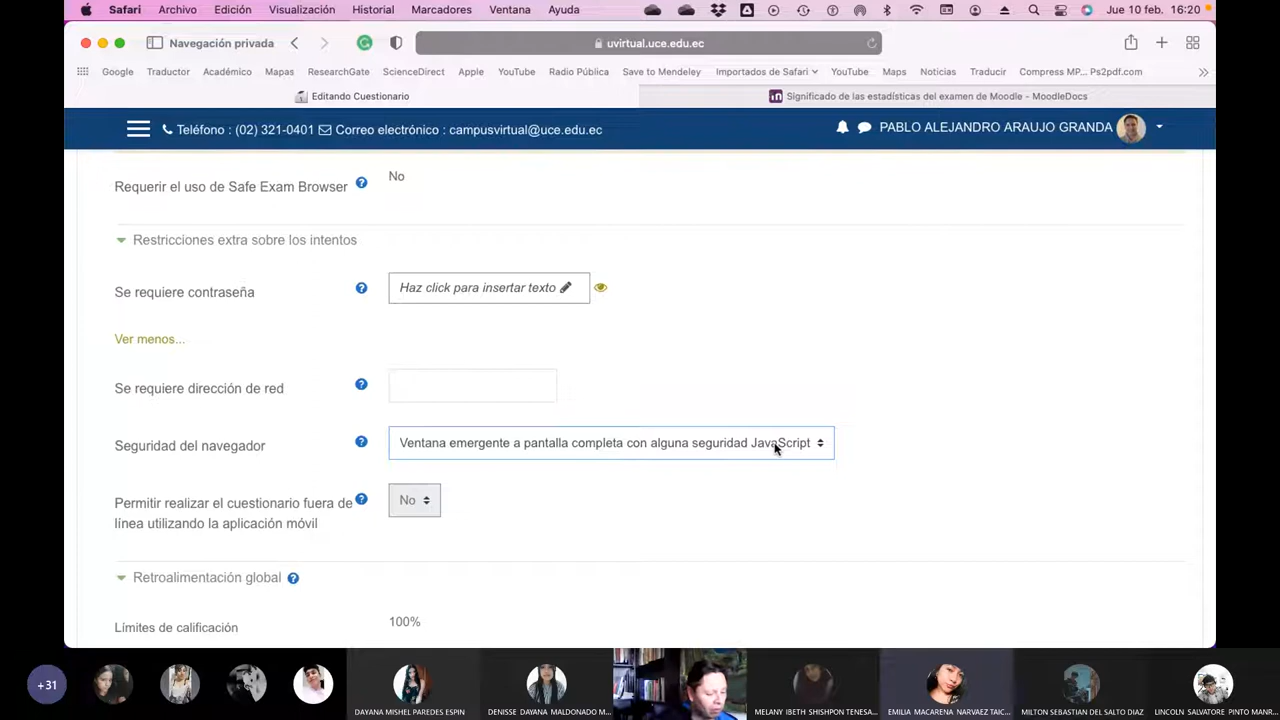 Safari Archivo Edición Visualización Historial Marcadores Ventana Ayuda Jue 10 feb. 16:20
Navegación privada uvirtual.uce.edu.ec
Google Traductor Académico Mapas ResearchGate ScienceDirect Apple YouTube Radio Pública Save to Mendeley Importados de Safari YouTube Maps Noticias Traducir Compress MP... Ps2pdf.com
Editando Cuestionario Significado de las estadísticas del examen de Moodle - MoodleDocs
Teléfono : (02) 321-0401 Correo electrónico : campusvirtual@uce.edu.ec PABLO ALEJANDRO ARAUJO GRANDA
Requerir el uso de Safe Exam Browser No
Restricciones extra sobre los intentos
Se requiere contraseña Haz click para insertar texto
Ver menos...
Se requiere dirección de red
Seguridad del navegador Ventana emergente a pantalla completa con alguna seguridad JavaScript
Permitir realizar el cuestionario fuera de No
línea utilizando la aplicación móvil
Retroalimentación global
Límites de calificación 100%
+31 DAYANA MISHEL PAREDES ESPIN DENISSE DAYANA MALDONADO M... MELANY IBETH SHISHPON TENESA... EMILIA MACARENA NARVAEZ TAIC... MILTON SEBASTIAN DEL SALTO DIAZ LINCOLN SALVATORE PINTO MANR...